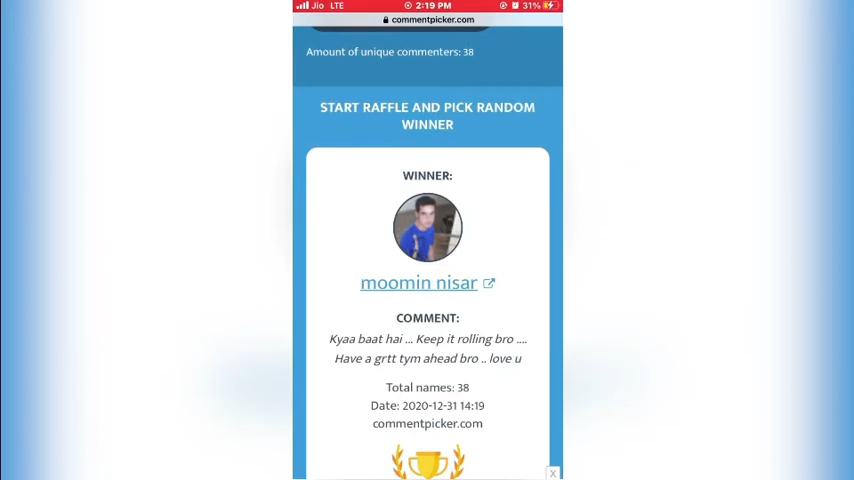 Jio LTE 2:19 PM 31%
commentpicker.com
Amount of unique commenters: 38
START RAFFLE AND PICK RANDOM
WINNER
WINNER:
moomin nisar
COMMENT:
Kyaa baat hai ... Keep it rolling bro ....
Have a grtt tym ahead bro .. love u
Total names: 38
Date: 2020-12-31 14:19
commentpicker.com
X